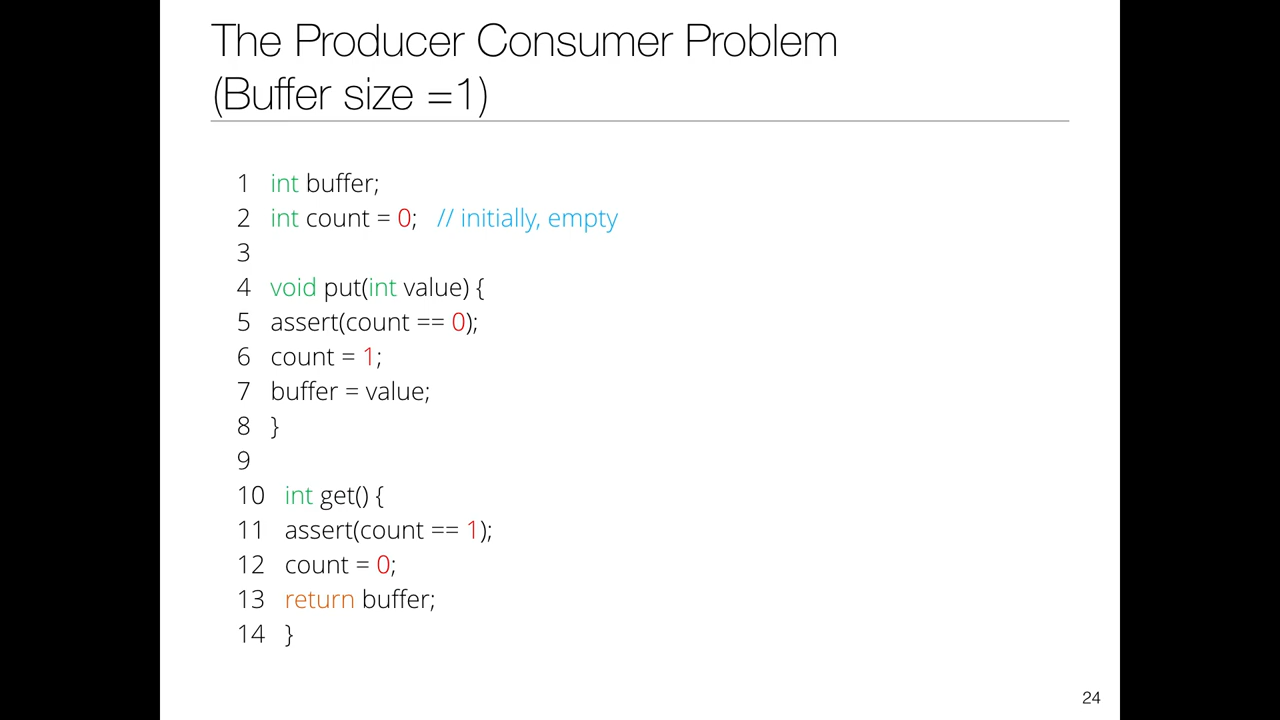 The Producer Consumer Problem
(Buffer size =1)
1 int buffer;
2 int count = 0; // initially, empty
3
4 void put(int value) {
5 assert(count == 0);
6 count = 1;
7 buffer = value;
8 }
9
10 int get() {
11 assert(count == 1);
12 count = 0;
13 return buffer;
14 }
24